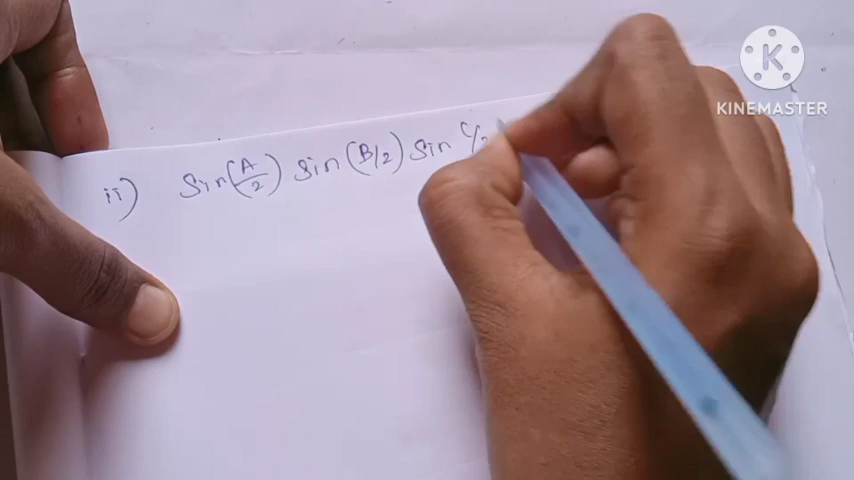 K
KINEMASTER
ii) Sin(A/2) Sin(B/2) Sin C/2